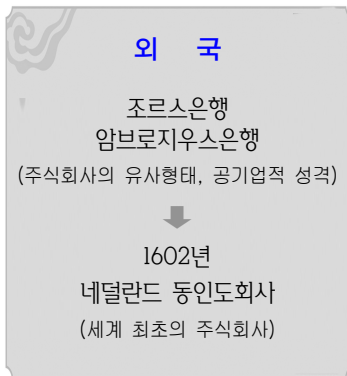 외 국
조르스은행
암브로지우스은행
(주식회사의 유사형태, 공기업적 성격)
1602년
네덜란드 동인도회사
(세계 최초의 주식회사)